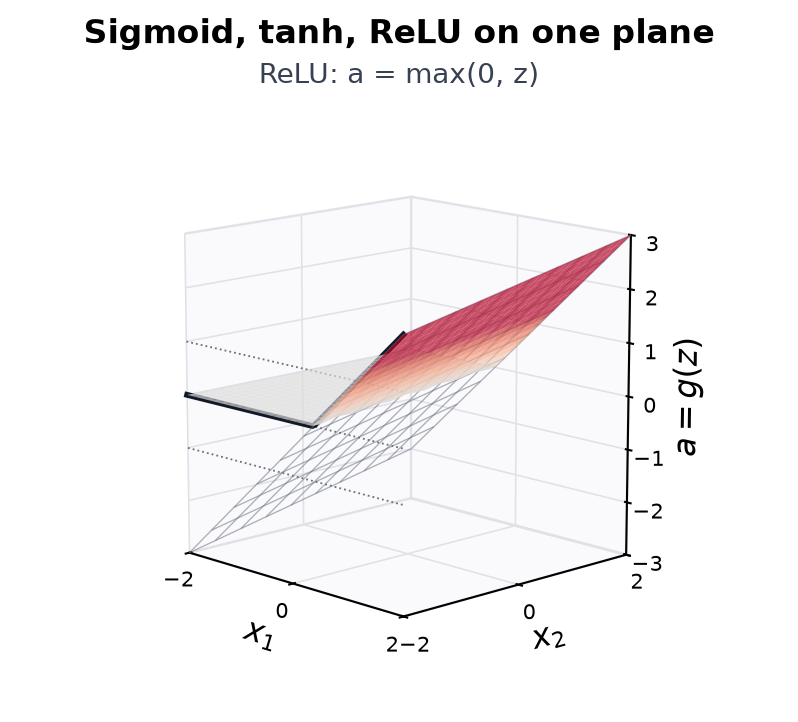 Sigmoid, tanh, ReLU on one plane
ReLU: a = max(0, z)
3
2
1
0
−1
−2
−3
a = g(z)
−2
0
2
x₁
−2
0
2
x₂